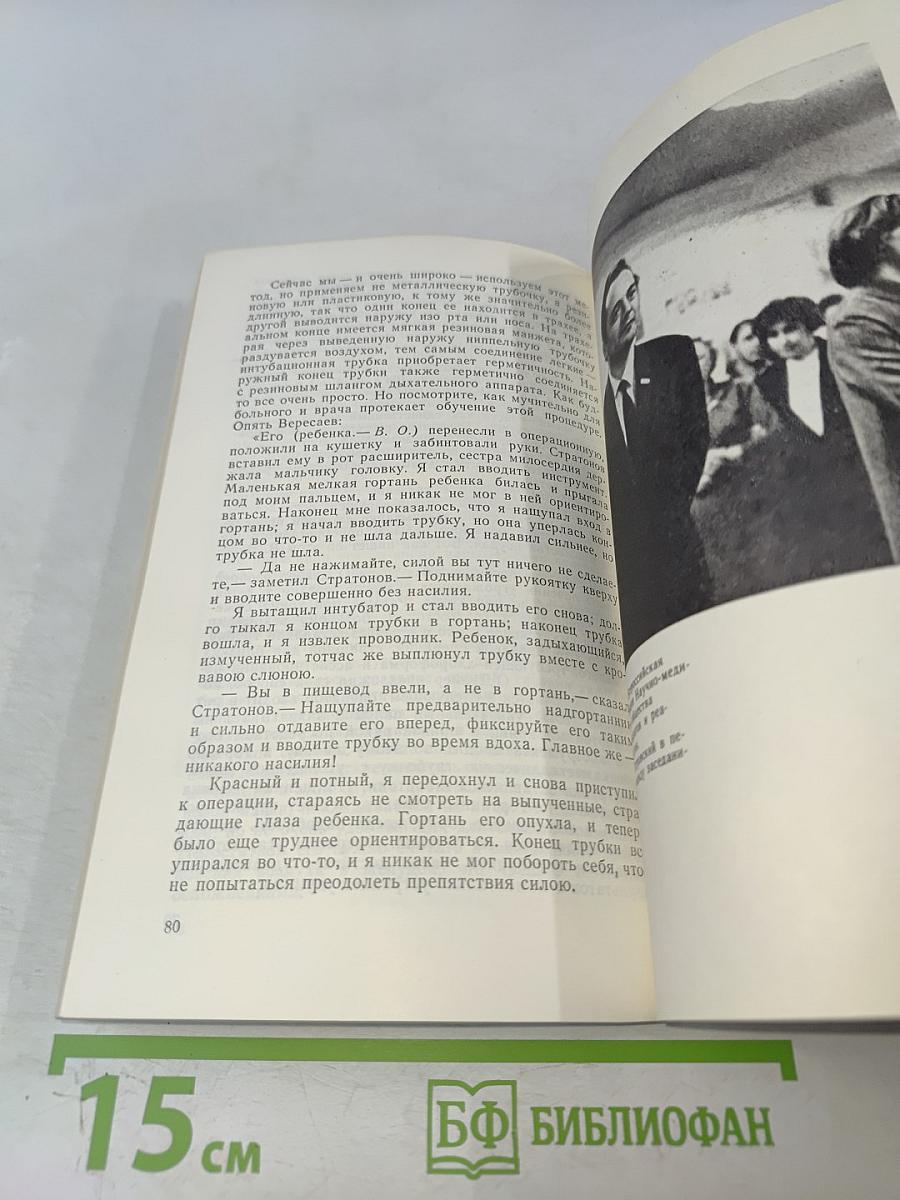 Сейчас мы — и очень широко — используем этот ме-
тод, но применяем не металлическую трубочку, а рези-
новую или пластиковую, к тому же значительно более
длинную, так что один конец ее находится в трахее, а
другой выводится наружу изо рта или носа. На трахе-
альном конце имеется мягкая резиновая манжета, кото-
рая через выведенную наружу ниппельную трубочку
раздувается воздухом, тем самым соединение легкие —
интубационная трубка приобретает герметичность. На-
ружный конец трубки также герметично соединяется
с резиновым шлангом дыхательного аппарата. Как буд-
то все очень просто. Но посмотрите, как мучительно для
больного и врача протекает обучение этой процедуре.
Опять Вересаев:
«Его (ребенка.— В. О.) перенесли в операционную,
положили на кушетку и забинтовали руки. Стратонов
вставил ему в рот расширитель, сестра милосердия дер-
жала мальчику головку. Я стал вводить инструмент.
Маленькая мелкая гортань ребенка билась и прыгала
под моим пальцем, и я никак не мог в ней ориентиро-
ваться. Наконец мне показалось, что я нащупал вход в
гортань; я начал вводить трубку, но она уперлась кон-
цом во что-то и не шла дальше. Я надавил сильнее, но
трубка не шла.
— Да не нажимайте, силой вы тут ничего не сделае-
те,— заметил Стратонов.— Поднимайте рукоятку кверху
и вводите совершенно без насилия.
Я вытащил интубатор и стал вводить его снова; дол-
го тыкал я концом трубки в гортань; наконец трубка
вошла, и я извлек проводник. Ребенок, задыхающийся,
измученный, тотчас же выплюнул трубку вместе с кро-
вавою слюною.
— Вы в пищевод ввели, а не в гортань,— сказал
Стратонов.— Нащупайте предварительно надгортанник
и сильно отдавите его вперед, фиксируйте его таким
образом и вводите трубку во время вдоха. Главное же —
никакого насилия!
Красный и потный, я передохнул и снова приступи
к операции, стараясь не смотреть на выпученные, стра
дающие глаза ребенка. Гортань его опухла, и тепер
было еще труднее ориентироваться. Конец трубки вс
упирался во что-то, и я никак не мог побороть себя, что
не попытаться преодолеть препятствия силою.
80
Научно-меди-
и реа-
в пе-
заседани-
15 см
БФ БИБЛИОФАН